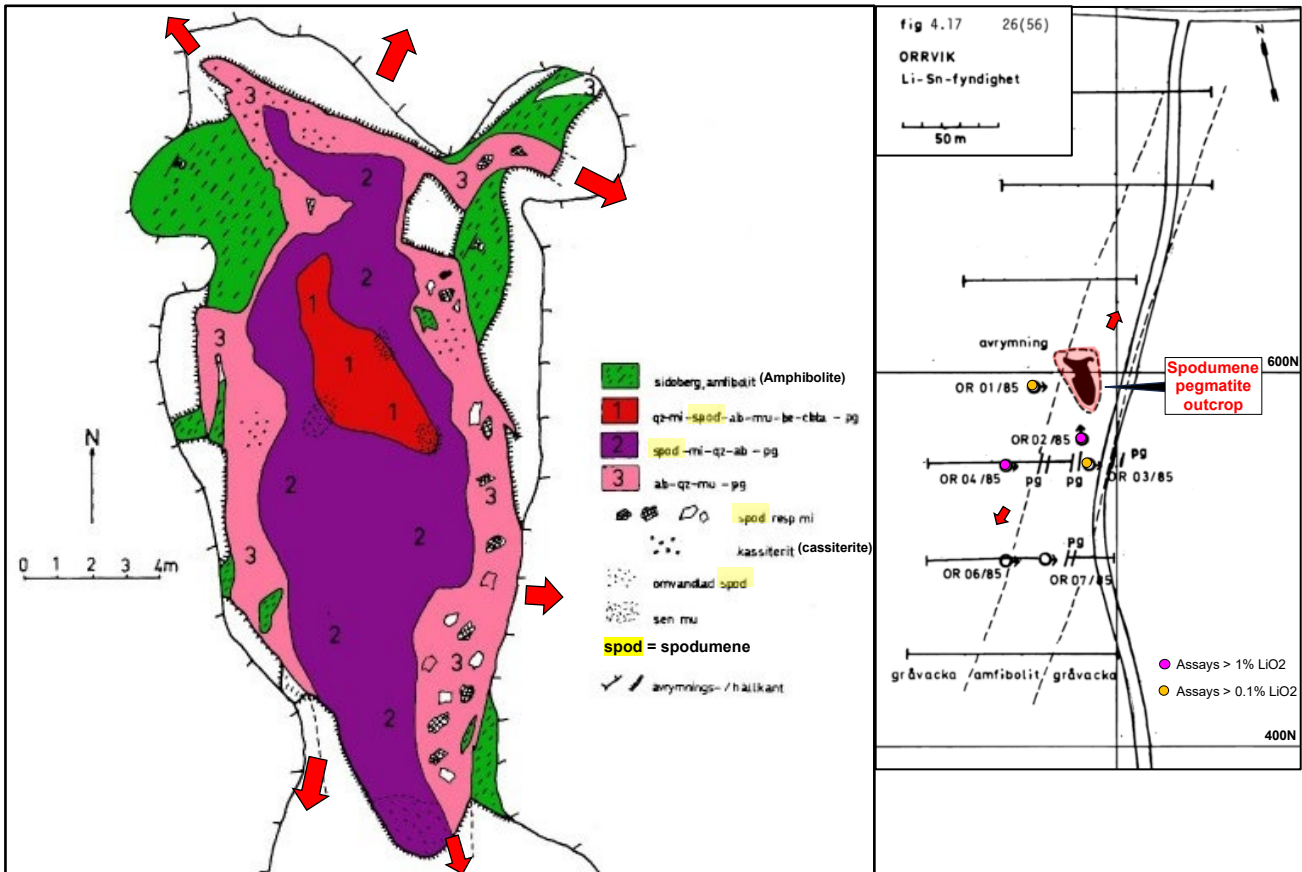 3
3
2
3
2
1
3
1
2
1
2
3
2
3
2
3
2
N
0 1 2 3 4m
sidoberg, amfibolit (Amphibolite)
1 qz-mi-spod-ab-mu-be-cbta - pg
2 spod-mi-qz-ab - pg
3 ab-qz-mu - pg
spod resp mi
kassiterit (cassiterite)
omvandlad spod
sen mu
spod = spodumene
avrymnings-/hällkant
fig 4.17 26(56)
ORRVIK
Li-Sn-fyndighet
50 m
N
avrymning
600N
OR 01/85
Spodumene
pegmatite
outcrop
OR 02/85
pg
OR 04/85
pg
pg
OR 03/85
pg
OR 06/85
OR 07/85
Assays > 1% LiO2
gråvacka amfibolit gråvacka
Assays > 0.1% LiO2
400N